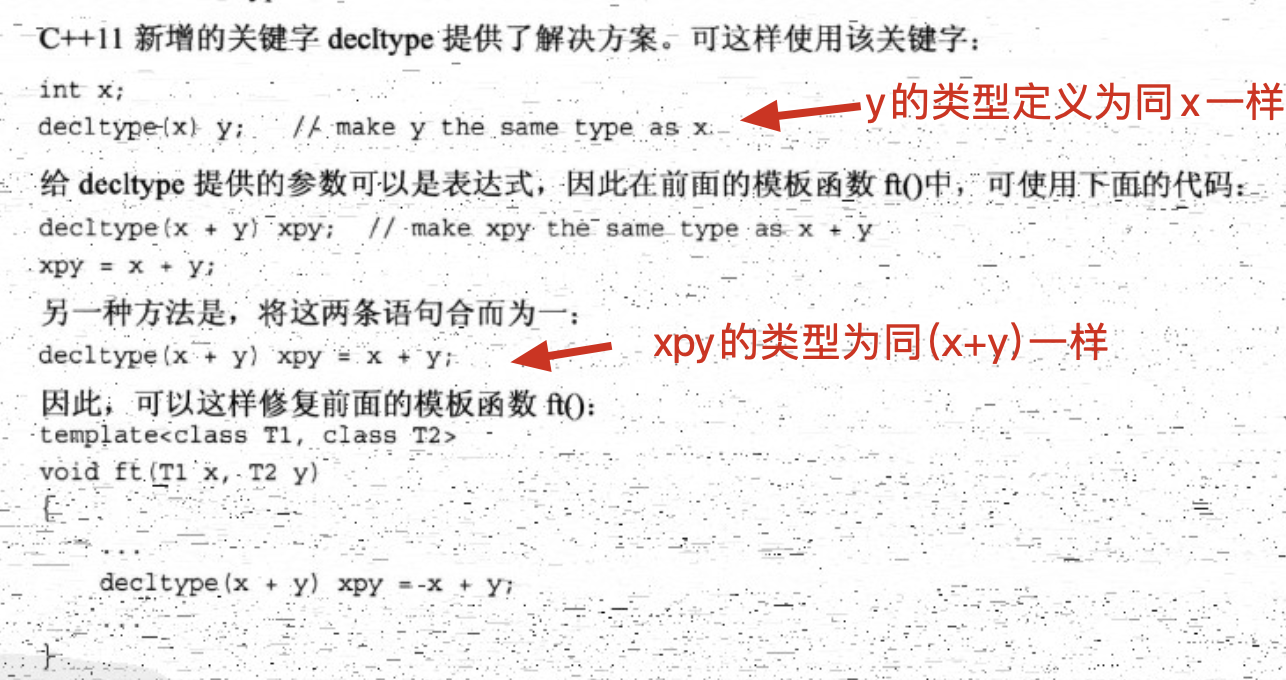 C++11 新增的关键字 decltype 提供了解决方案。可这样使用该关键字：
int x;
decltype(x) y;   // make y the same type as x
y的类型定义为同x一样
给 decltype 提供的参数可以是表达式，因此在前面的模板函数 ft()中，可使用下面的代码：
decltype(x + y) xpy;  // make xpy the same type as x + y
xpy = x + y;
另一种方法是，将这两条语句合而为一：
decltype(x + y) xpy = x + y;
xpy的类型为同(x+y)一样
因此，可以这样修复前面的模板函数 ft()：
template<class T1, class T2>
void ft(T1 x, T2 y)
{
...
decltype(x + y) xpy = x + y;
...
}